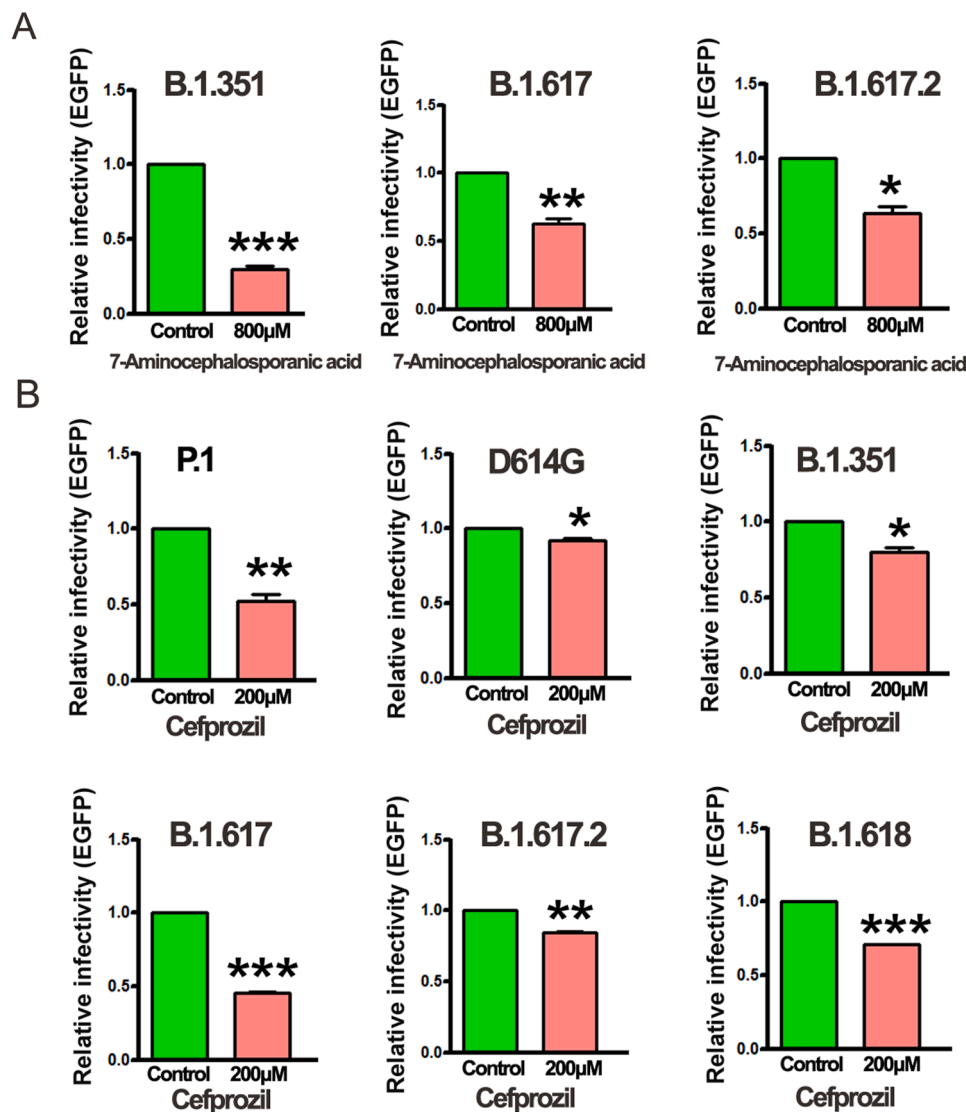 A
B.1.351
Relative infectivity (EGFP)
1.5
1.0
0.5
0.0
***
Control 800µM
7-Aminocephalosporanic acid
B.1.617
Relative infectivity (EGFP)
1.5
1.0
0.5
0.0
**
Control 800µM
7-Aminocephalosporanic acid
B.1.617.2
Relative infectivity (EGFP)
1.5
1.0
0.5
0.0
*
Control 800µM
7-Aminocephalosporanic acid
B
P.1
Relative infectivity (EGFP)
1.5
1.0
0.5
0.0
**
Control 200µM
Cefprozil
D614G
Relative infectivity (EGFP)
1.5
1.0
0.5
0.0
*
Control 200µM
Cefprozil
B.1.351
Relative infectivity (EGFP)
1.5
1.0
0.5
0.0
*
Control 200µM
Cefprozil
B.1.617
Relative infectivity (EGFP)
1.5
1.0
0.5
0.0
***
Control 200µM
Cefprozil
B.1.617.2
Relative infectivity (EGFP)
1.5
1.0
0.5
0.0
**
Control 200µM
Cefprozil
B.1.618
Relative infectivity (EGFP)
1.5
1.0
0.5
0.0
***
Control 200µM
Cefprozil